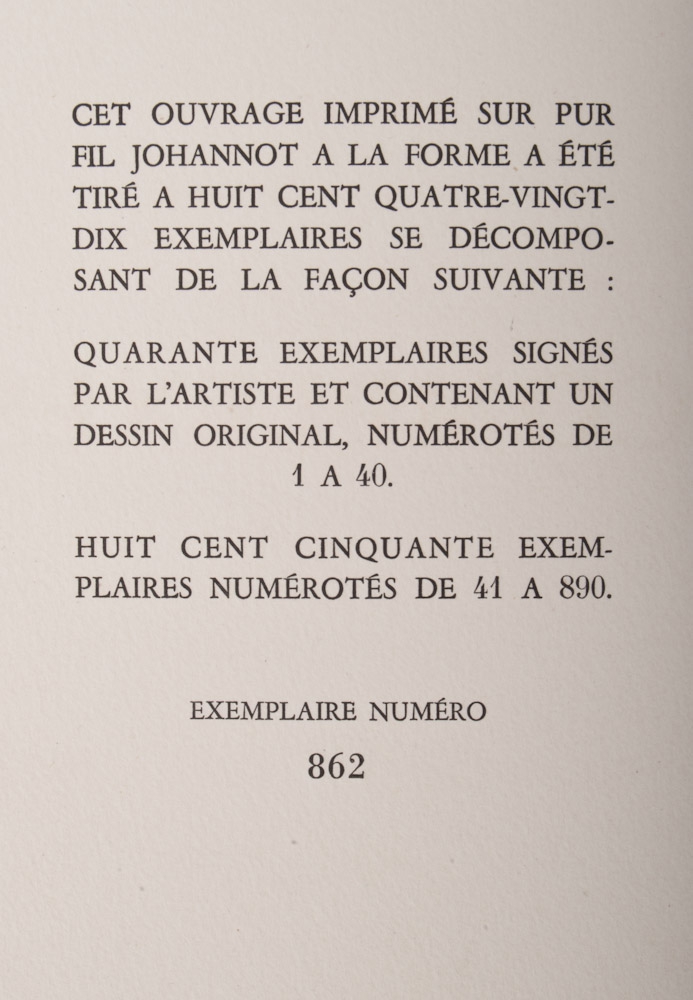 CET OUVRAGE IMPRIMÉ SUR PUR
FIL JOHANNOT A LA FORME A ÉTÉ
TIRÉ A HUIT CENT QUATRE-VINGT-
DIX EXEMPLAIRES SE DÉCOMPO-
SANT DE LA FAÇON SUIVANTE :
QUARANTE EXEMPLAIRES SIGNÉS
PAR L'ARTISTE ET CONTENANT UN
DESSIN ORIGINAL, NUMÉROTÉS DE
1 A 40.
HUIT CENT CINQUANTE EXEM-
PLAIRES NUMÉROTÉS DE 41 A 890.
EXEMPLAIRE NUMÉRO
862